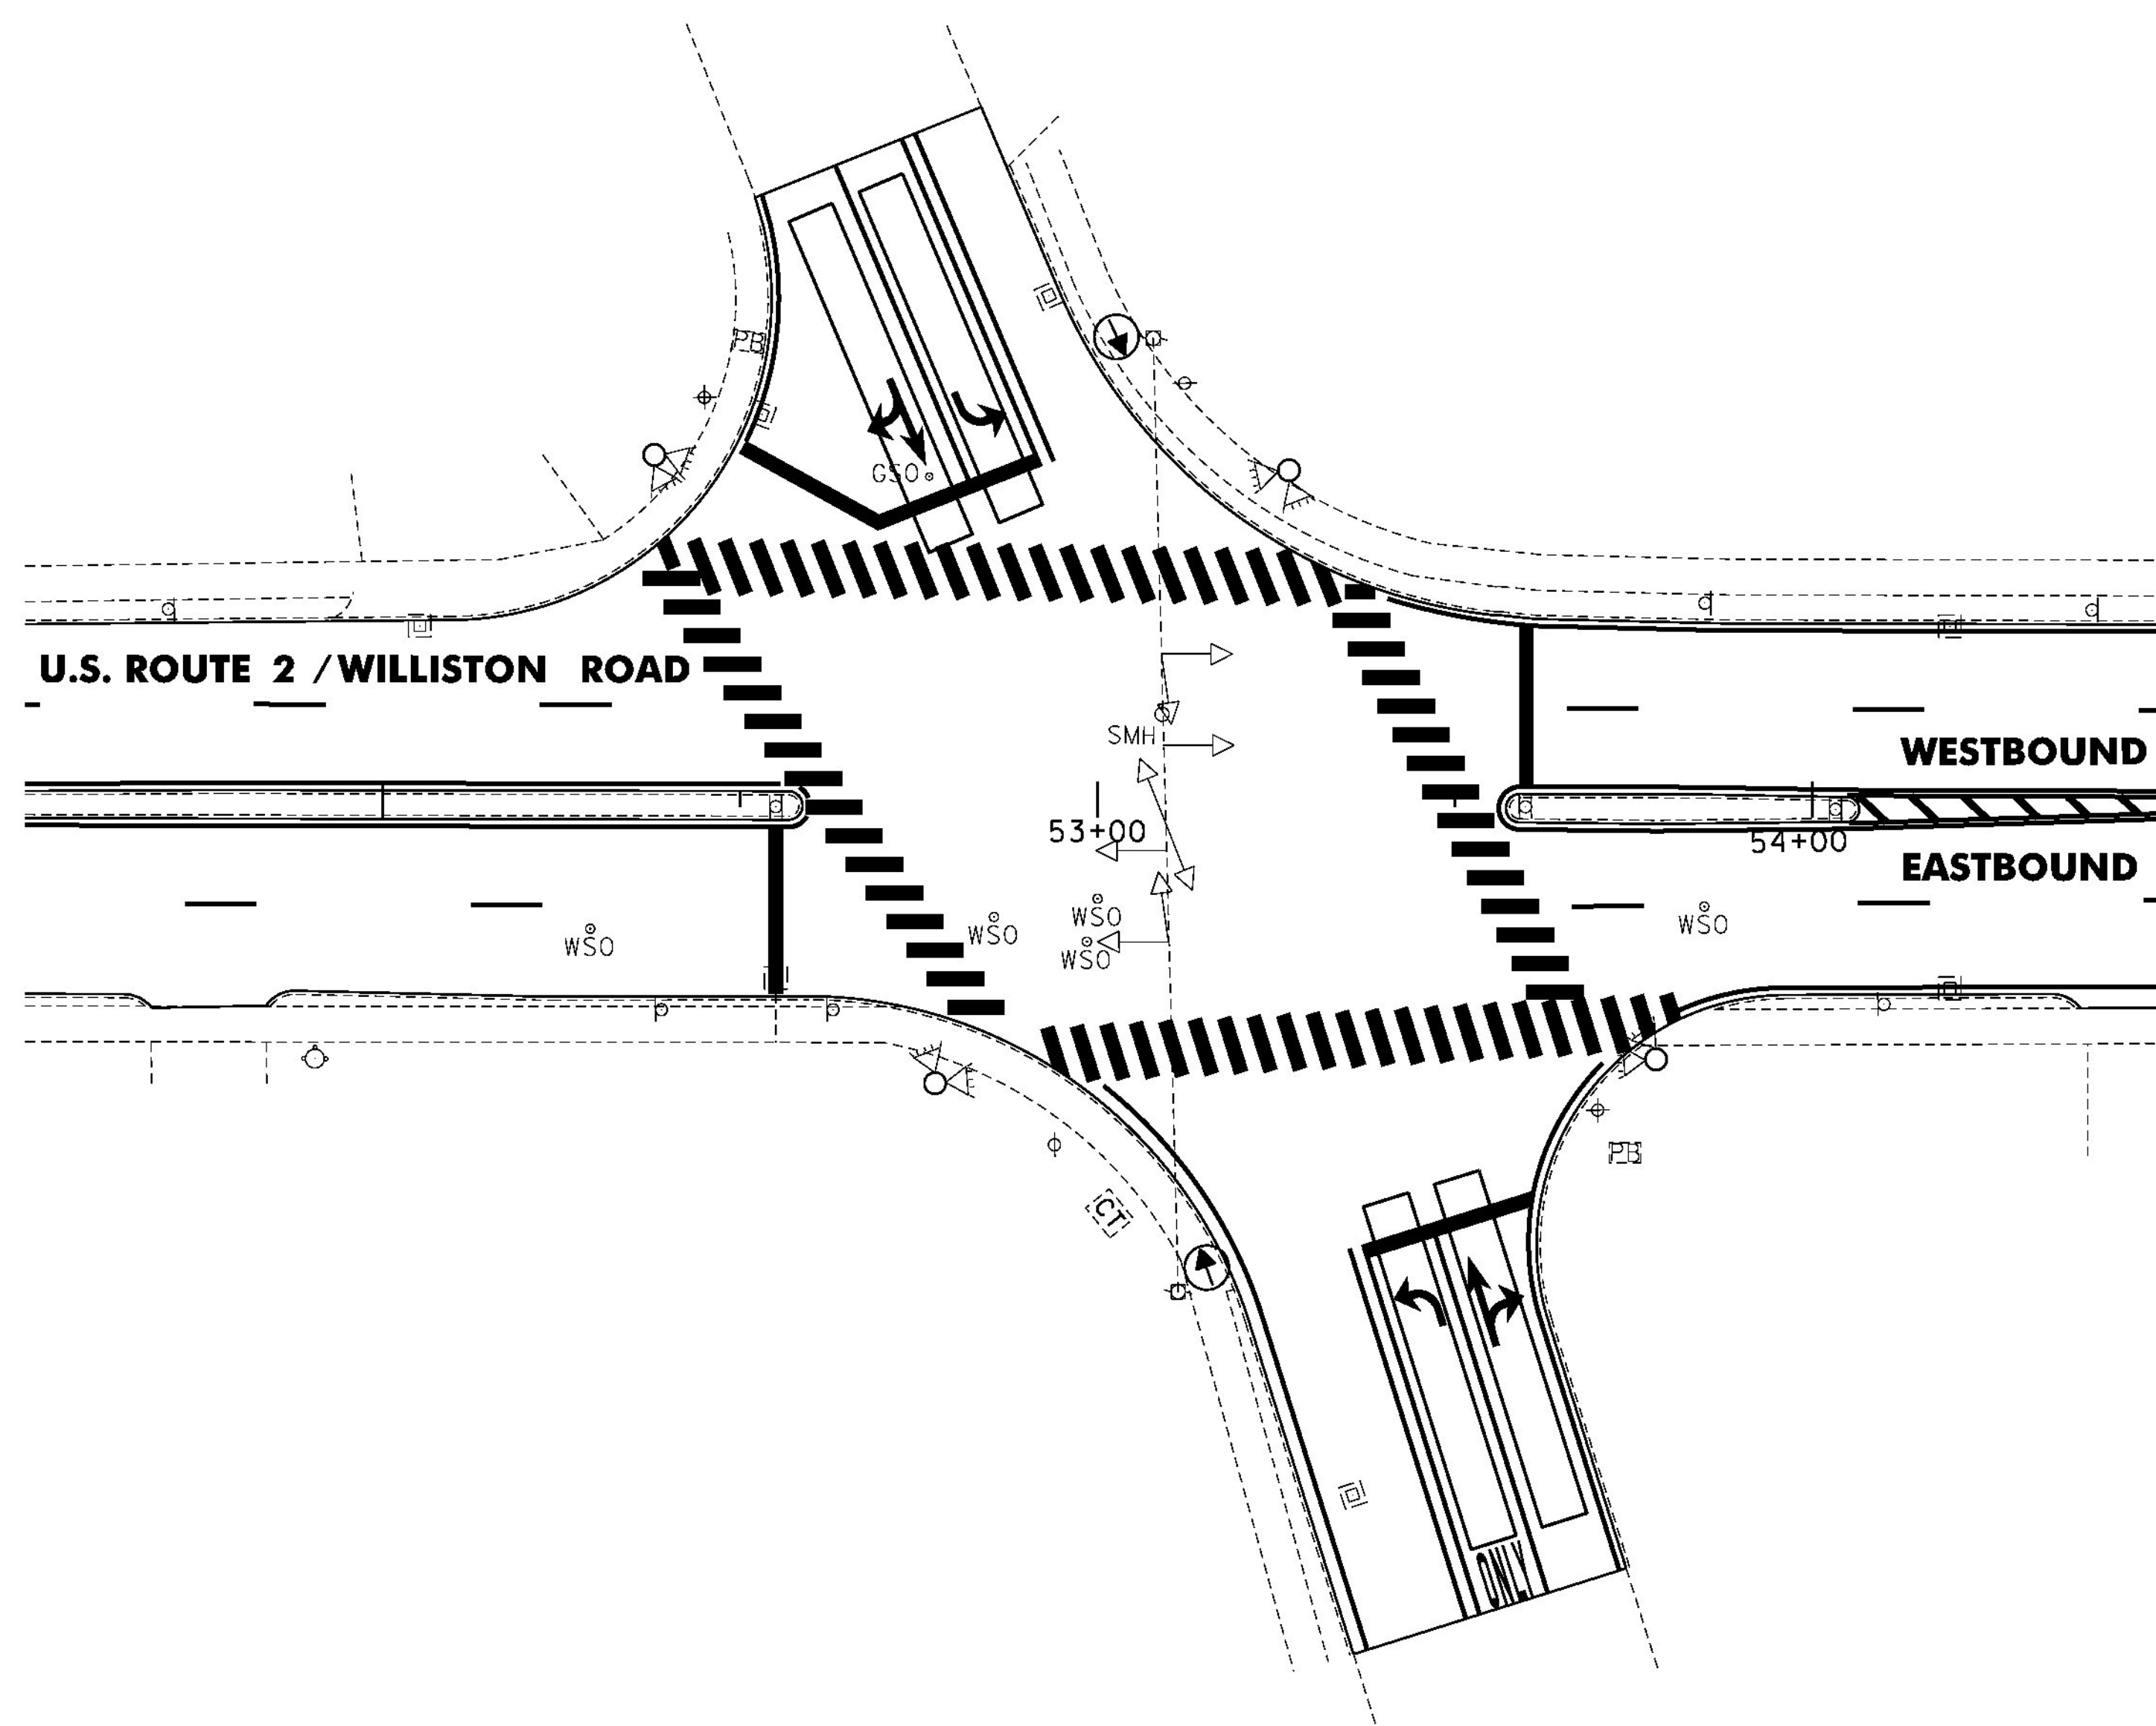 PB
GSO
U.S. ROUTE 2 / WILLISTON ROAD
SMH
WESTBOUND
53+00
54+00
EASTBOUND
WSO
WSO
WSO
WSO
WSO
PB
CT
ONLY